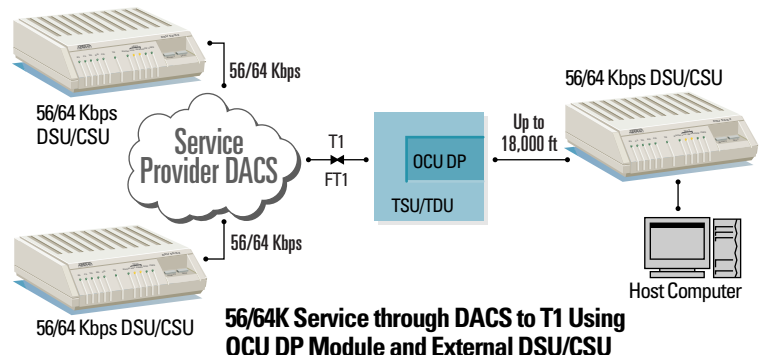 56/64 Kbps
56/64 Kbps
DSU/CSU
Service
Provider DACS
T1
FT1
OCU DP
TSU/TDU
Up to
18,000 ft
56/64 Kbps DSU/CSU
Host Computer
56/64 Kbps
56/64 Kbps DSU/CSU
56/64K Service through DACS to T1 Using
OCU DP Module and External DSU/CSU